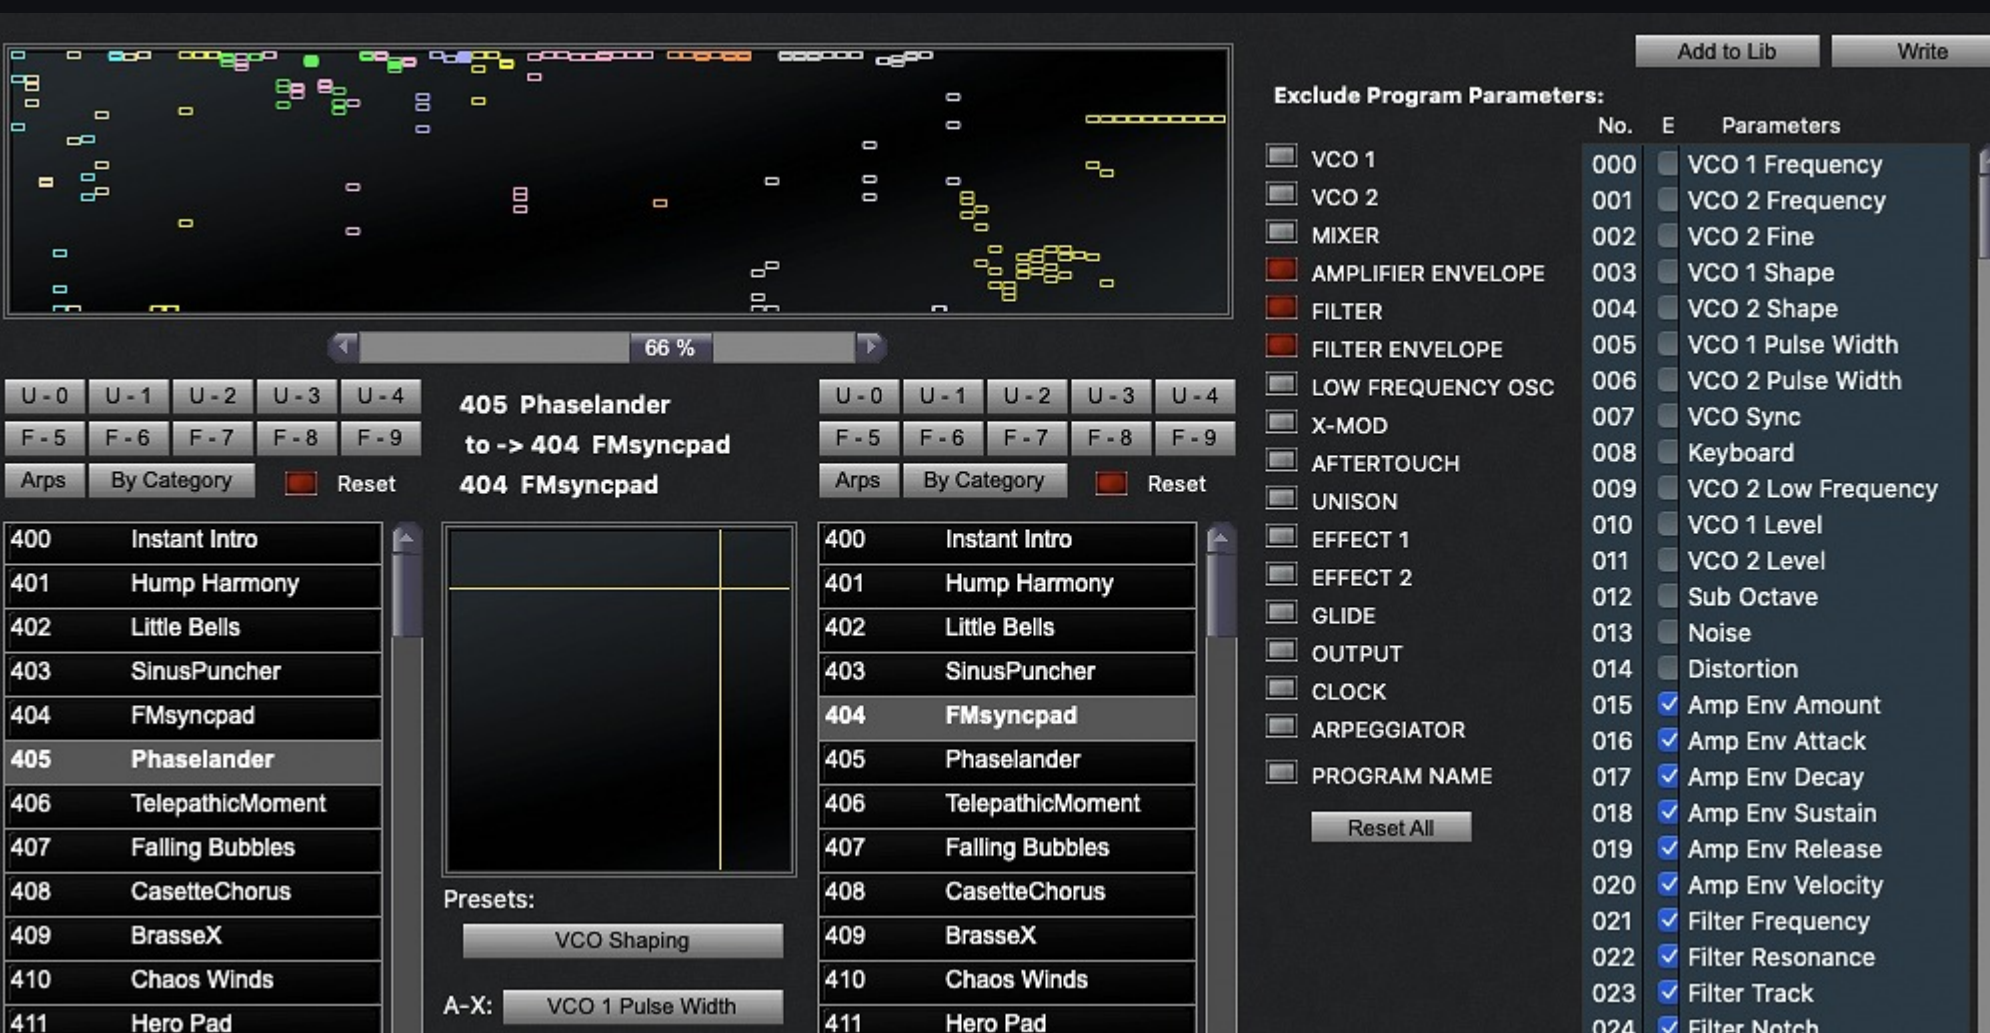 Add to Lib
Write
Exclude Program Parameters:
No. E Parameters
VCO 1
VCO 2
MIXER
AMPLIFIER ENVELOPE
FILTER
FILTER ENVELOPE
LOW FREQUENCY OSC
X-MOD
AFTERTOUCH
UNISON
EFFECT 1
EFFECT 2
GLIDE
OUTPUT
CLOCK
ARPEGGIATOR
PROGRAM NAME
Reset All
000 VCO 1 Frequency
001 VCO 2 Frequency
002 VCO 2 Fine
003 VCO 1 Shape
004 VCO 2 Shape
005 VCO 1 Pulse Width
006 VCO 2 Pulse Width
007 VCO Sync
008 Keyboard
009 VCO 2 Low Frequency
010 VCO 1 Level
011 VCO 2 Level
012 Sub Octave
013 Noise
014 Distortion
015 Amp Env Amount
016 Amp Env Attack
017 Amp Env Decay
018 Amp Env Sustain
019 Amp Env Release
020 Amp Env Velocity
021 Filter Frequency
022 Filter Resonance
023 Filter Track
024 Filter Notch
66 %
U - 0 U - 1 U - 2 U - 3 U - 4
F - 5 F - 6 F - 7 F - 8 F - 9
Arps By Category Reset
400 Instant Intro
401 Hump Harmony
402 Little Bells
403 SinusPuncher
404 FMsyncpad
405 Phaselander
406 TelepathicMoment
407 Falling Bubbles
408 CasetteChorus
409 BrasseX
410 Chaos Winds
411 Hero Pad
405 Phaselander
to -> 404 FMsyncpad
404 FMsyncpad
Presets:
VCO Shaping
A-X: VCO 1 Pulse Width
U - 0 U - 1 U - 2 U - 3 U - 4
F - 5 F - 6 F - 7 F - 8 F - 9
Arps By Category Reset
400 Instant Intro
401 Hump Harmony
402 Little Bells
403 SinusPuncher
404 FMsyncpad
405 Phaselander
406 TelepathicMoment
407 Falling Bubbles
408 CasetteChorus
409 BrasseX
410 Chaos Winds
411 Hero Pad